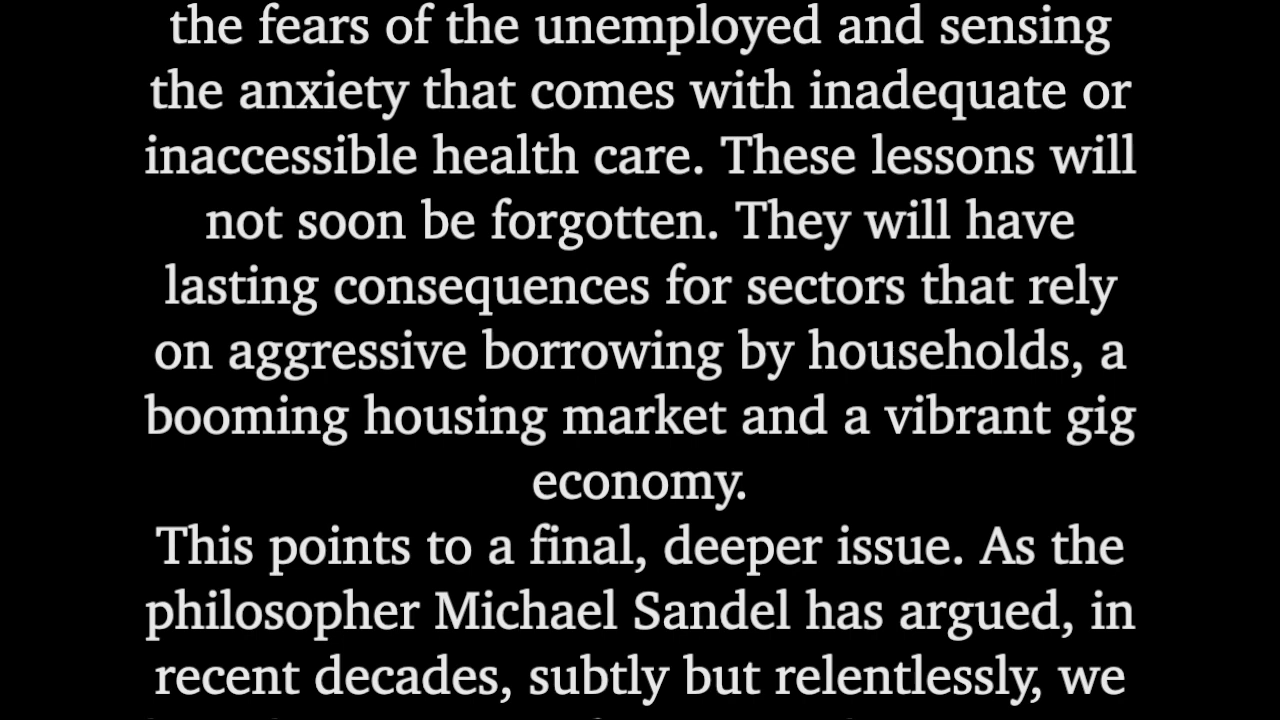 the fears of the unemployed and sensing
the anxiety that comes with inadequate or
inaccessible health care. These lessons will
not soon be forgotten. They will have
lasting consequences for sectors that rely
on aggressive borrowing by households, a
booming housing market and a vibrant gig
economy.
This points to a final, deeper issue. As the
philosopher Michael Sandel has argued, in
recent decades, subtly but relentlessly, we